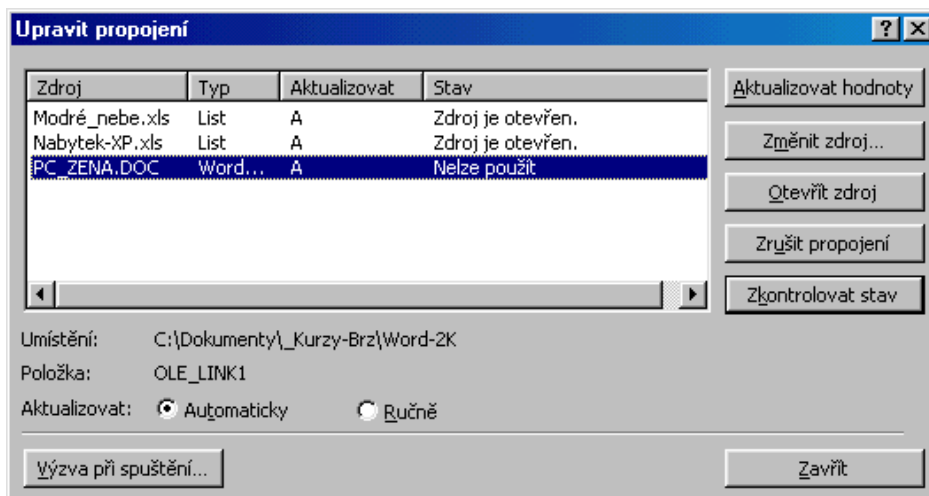 Upravit propojení
Zdroj Typ Aktualizovat Stav
Modré_nebe.xls List A Zdroj je otevřen.
Nabytek-XP.xls List A Zdroj je otevřen.
PC_ZENA.DOC Word... A Nelze použít
Aktualizovat hodnoty
Změnit zdroj...
Otevřít zdroj
Zrušit propojení
Zkontrolovat stav
Umístění: C:\Dokumenty\_Kurzy-Brz\Word-2K
Položka: OLE_LINK1
Aktualizovat: Automaticky Ručně
Výzva při spuštění... Zavřít